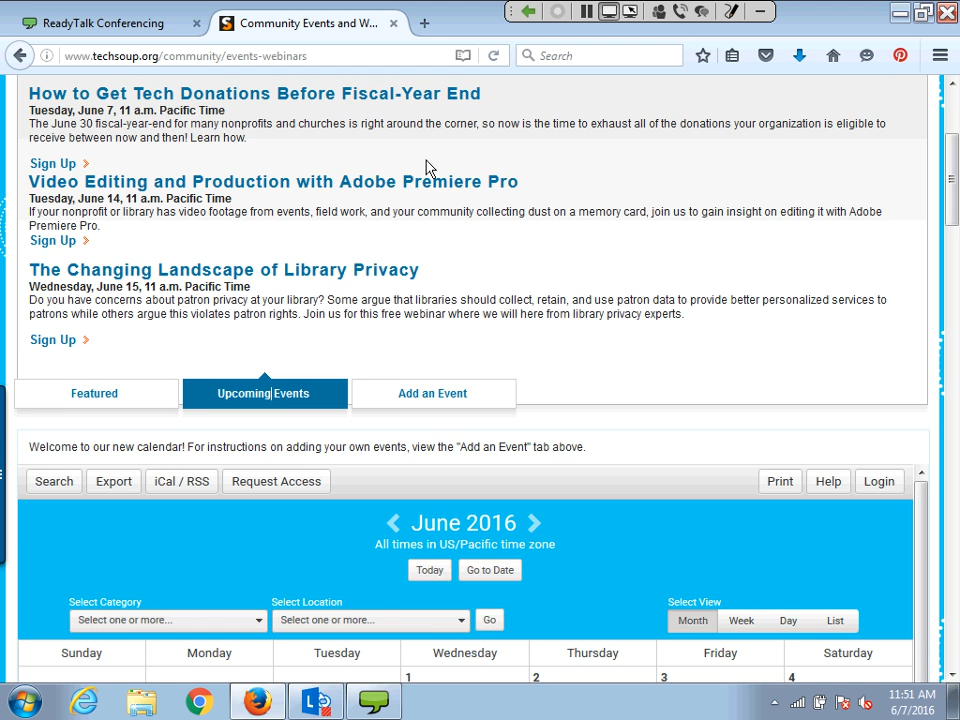 ReadyTalk Conferencing
Community Events and W...
www.techsoup.org/community/events-webinars
Search
How to Get Tech Donations Before Fiscal-Year End
Tuesday, June 7, 11 a.m. Pacific Time
The June 30 fiscal-year-end for many nonprofits and churches is right around the corner, so now is the time to exhaust all of the donations your organization is eligible to
receive between now and then! Learn how.
Sign Up
Video Editing and Production with Adobe Premiere Pro
Tuesday, June 14, 11 a.m. Pacific Time
If your nonprofit or library has video footage from events, field work, and your community collecting dust on a memory card, join us to gain insight on editing it with Adobe
Premiere Pro.
Sign Up
The Changing Landscape of Library Privacy
Wednesday, June 15, 11 a.m. Pacific Time
Do you have concerns about patron privacy at your library? Some argue that libraries should collect, retain, and use patron data to provide better personalized services to
patrons while others argue this violates patron rights. Join us for this free webinar where we will here from library privacy experts.
Sign Up
Featured Upcoming Events Add an Event
Welcome to our new calendar! For instructions on adding your own events, view the "Add an Event" tab above.
Search Export iCal / RSS Request Access Print Help Login
June 2016
All times in US/Pacific time zone
Today Go to Date
Select Category Select Location Select View
Select one or more... Select one or more... Go Month Week Day List
Sunday Monday Tuesday Wednesday Thursday Friday Saturday
1 2 3 4
11:51 AM
6/7/2016